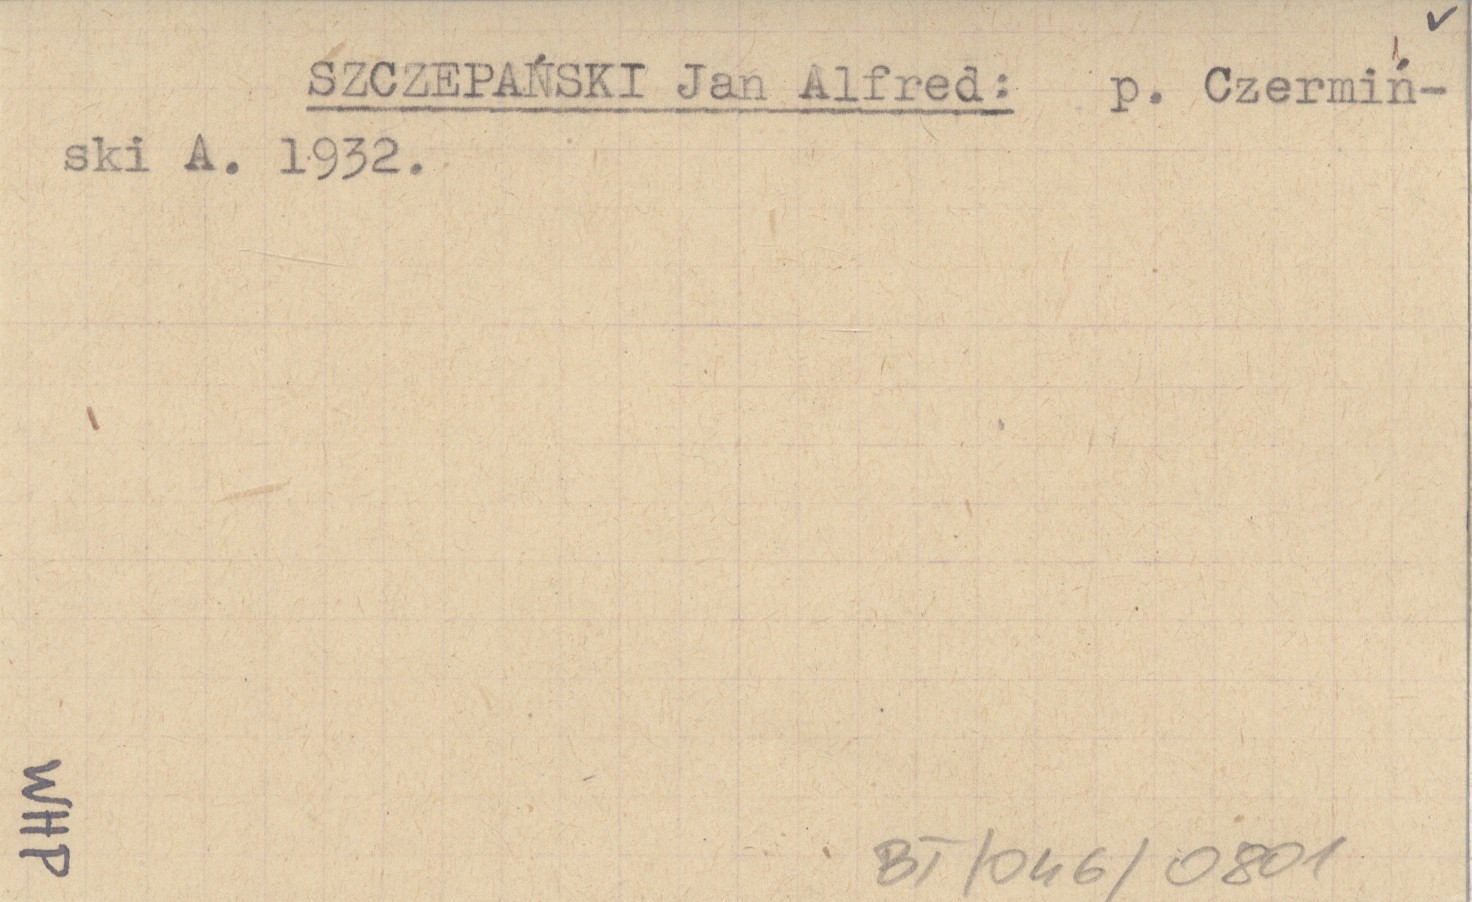 SZCZEPAŃSKI Jan Alfred: p. Czermiń-
ski A. 1932.
WHP
BT/046/0801